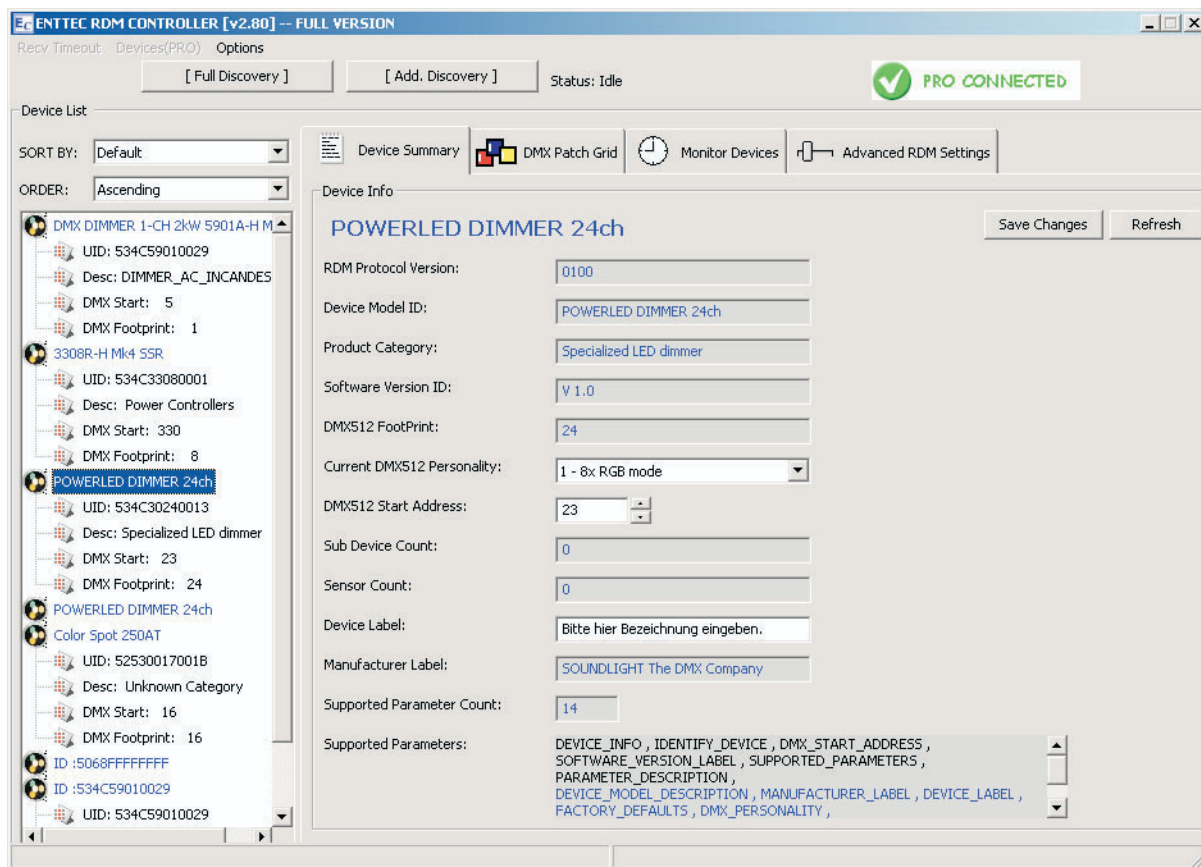 EC ENTTEC RDM CONTROLLER [v2.80] -- FULL VERSION
Recv Timeout Devices(PRO) Options
[ Full Discovery ] [ Add. Discovery ] Status: Idle PRO CONNECTED
Device List
SORT BY: Default
ORDER: Ascending
DMX DIMMER 1-CH 2kW 5901A-H M
UID: 534C59010029
Desc: DIMMER_AC_INCANDES
DMX Start: 5
DMX Footprint: 1
3308R-H Mk4 SSR
UID: 534C33080001
Desc: Power Controllers
DMX Start: 330
DMX Footprint: 8
POWERLED DIMMER 24ch
UID: 534C30240013
Desc: Specialized LED dimmer
DMX Start: 23
DMX Footprint: 24
POWERLED DIMMER 24ch
Color Spot 250AT
UID: 52530017001B
Desc: Unknown Category
DMX Start: 16
DMX Footprint: 16
ID :5068FFFFFFFF
ID :534C59010029
UID: 534C59010029
Device Summary DMX Patch Grid Monitor Devices Advanced RDM Settings
Device Info
POWERLED DIMMER 24ch Save Changes Refresh
RDM Protocol Version: 0100
Device Model ID: POWERLED DIMMER 24ch
Product Category: Specialized LED dimmer
Software Version ID: V 1.0
DMX512 FootPrint: 24
Current DMX512 Personality: 1 - 8x RGB mode
DMX512 Start Address: 23
Sub Device Count: 0
Sensor Count: 0
Device Label: Bitte hier Bezeichnung eingeben.
Manufacturer Label: SOUNDLIGHT The DMX Company
Supported Parameter Count: 14
Supported Parameters: DEVICE_INFO , IDENTIFY_DEVICE , DMX_START_ADDRESS ,
SOFTWARE_VERSION_LABEL , SUPPORTED_PARAMETERS ,
PARAMETER_DESCRIPTION ,
DEVICE_MODEL_DESCRIPTION , MANUFACTURER_LABEL , DEVICE_LABEL ,
FACTORY_DEFAULTS , DMX_PERSONALITY ,